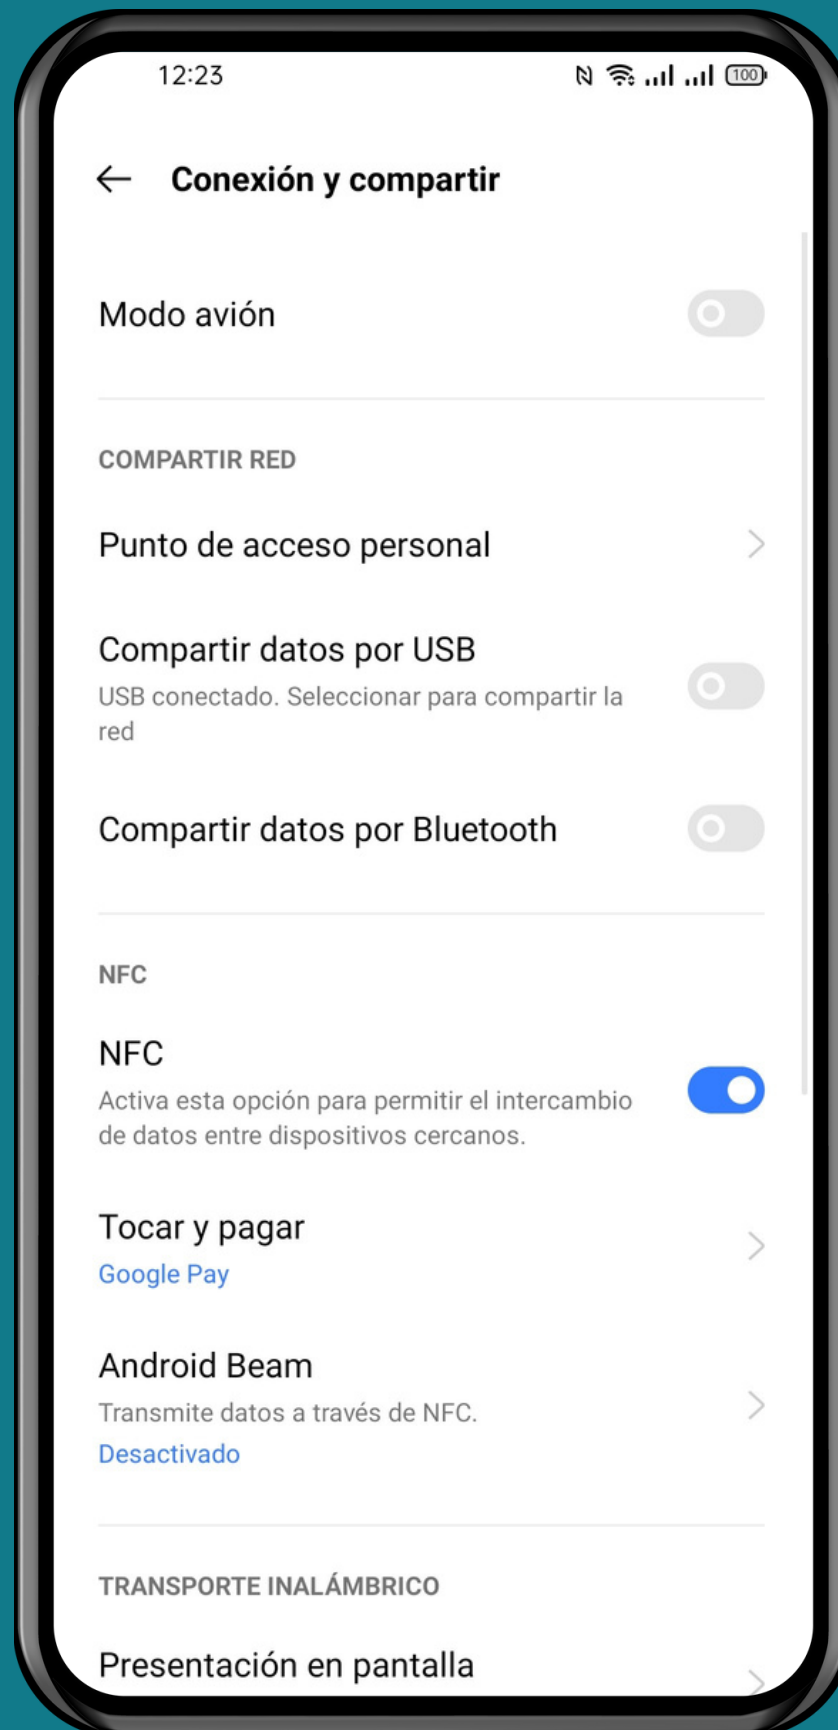 12:23
100
Conexión y compartir
Modo avión
COMPARTIR RED
Punto de acceso personal
Compartir datos por USB
USB conectado. Seleccionar para compartir la
red
Compartir datos por Bluetooth
NFC
NFC
Activa esta opción para permitir el intercambio
de datos entre dispositivos cercanos.
Tocar y pagar
Google Pay
Android Beam
Transmite datos a través de NFC.
Desactivado
TRANSPORTE INALÁMBRICO
Presentación en pantalla